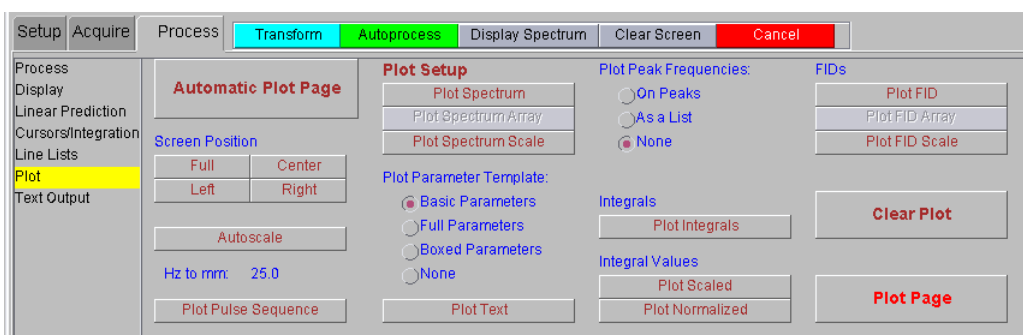 Setup Acquire Process Transform Autoprocess Display Spectrum Clear Screen Cancel
Process
Display
Linear Prediction
Cursors/Integration
Line Lists
Plot
Text Output
Automatic Plot Page
Screen Position
Full Center
Left Right
Autoscale
Hz to mm: 25.0
Plot Pulse Sequence
Plot Setup
Plot Spectrum
Plot Spectrum Array
Plot Spectrum Scale
Plot Parameter Template:
Basic Parameters
Full Parameters
Boxed Parameters
None
Plot Text
Plot Peak Frequencies:
On Peaks
As a List
None
Integrals
Plot Integrals
Integral Values
Plot Scaled
Plot Normalized
FIDs
Plot FID
Plot FID Array
Plot FID Scale
Clear Plot
Plot Page